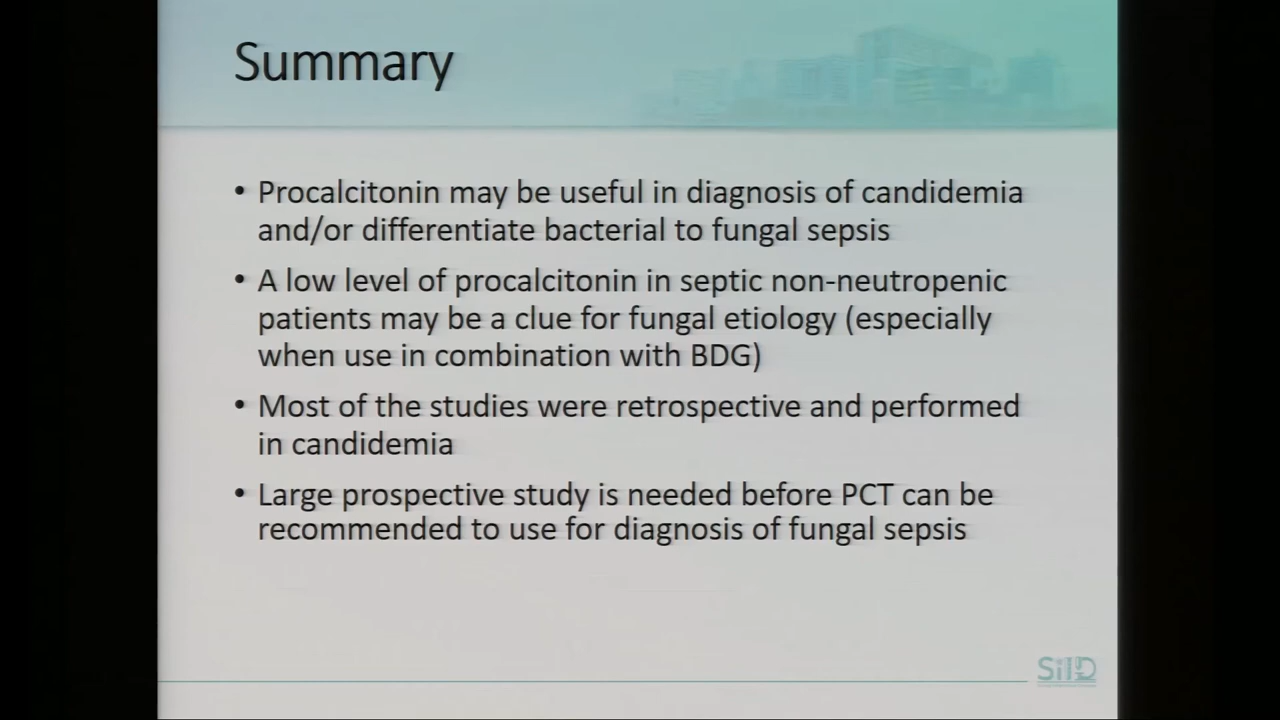 Summary
• Procalcitonin may be useful in diagnosis of candidemia
and/or differentiate bacterial to fungal sepsis
• A low level of procalcitonin in septic non-neutropenic
patients may be a clue for fungal etiology (especially
when use in combination with BDG)
• Most of the studies were retrospective and performed
in candidemia
• Large prospective study is needed before PCT can be
recommended to use for diagnosis of fungal sepsis
SiID